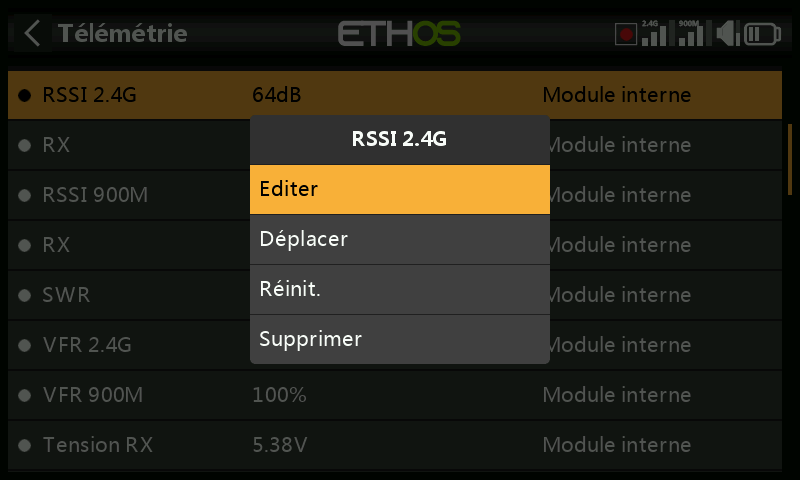 Télémétrie
ETHOS
2.4G
900M
RSSI 2.4G 64dB Module interne
RX Module interne
RSSI 900M Module interne
RX Module interne
SWR Module interne
VFR 2.4G Module interne
VFR 900M 100% Module interne
Tension RX 5.38V Module interne
RSSI 2.4G
Editer
Déplacer
Réinit.
Supprimer